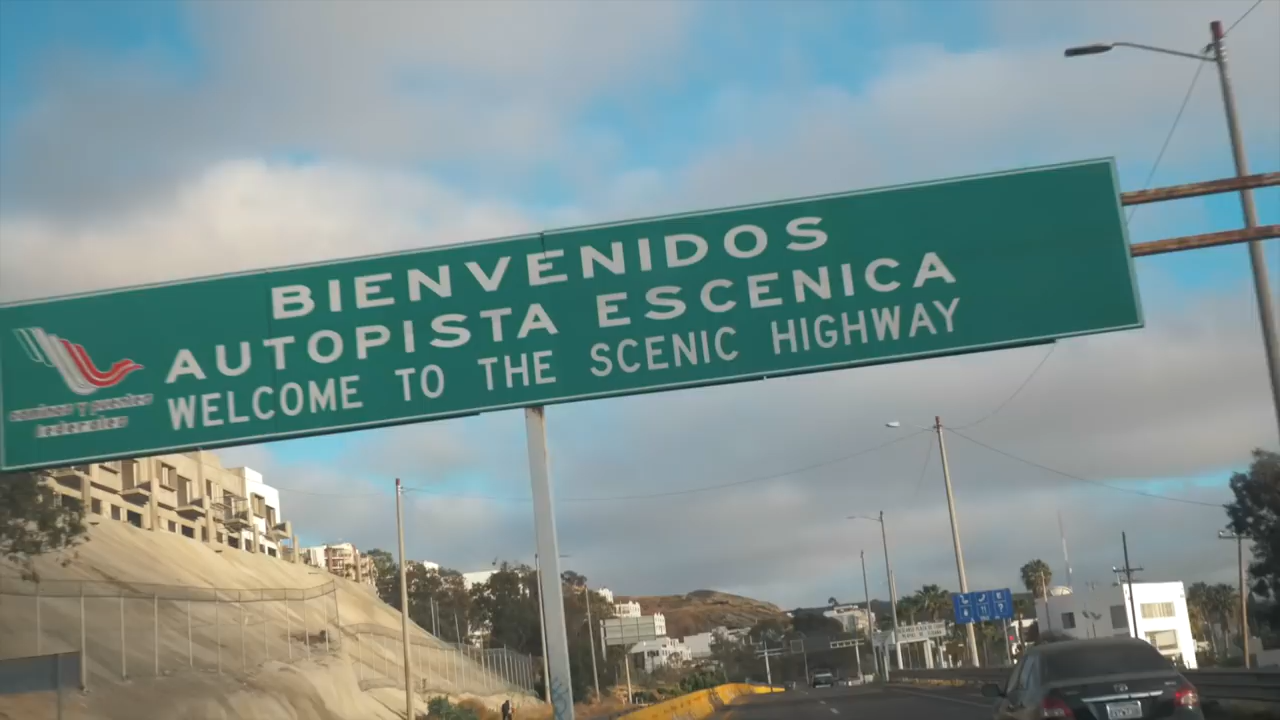 BIENVENIDOS
AUTOPISTA ESCENICA
WELCOME TO THE SCENIC HIGHWAY
caminos y puentes
federales